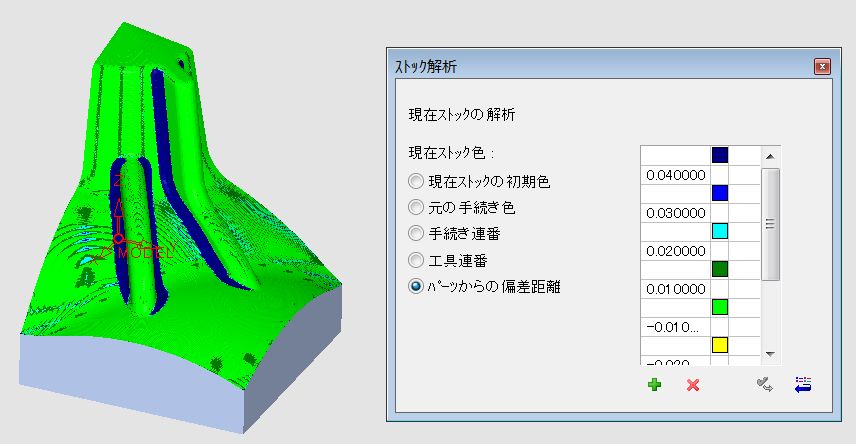 ストック解析
現在ストックの解析
現在ストック色：
現在ストックの初期色
元の手続き色
手続き連番
工具連番
パーツからの偏差距離
0.040000
0.030000
0.020000
0.010000
-0.010...
-0.020...
Z
MODEL